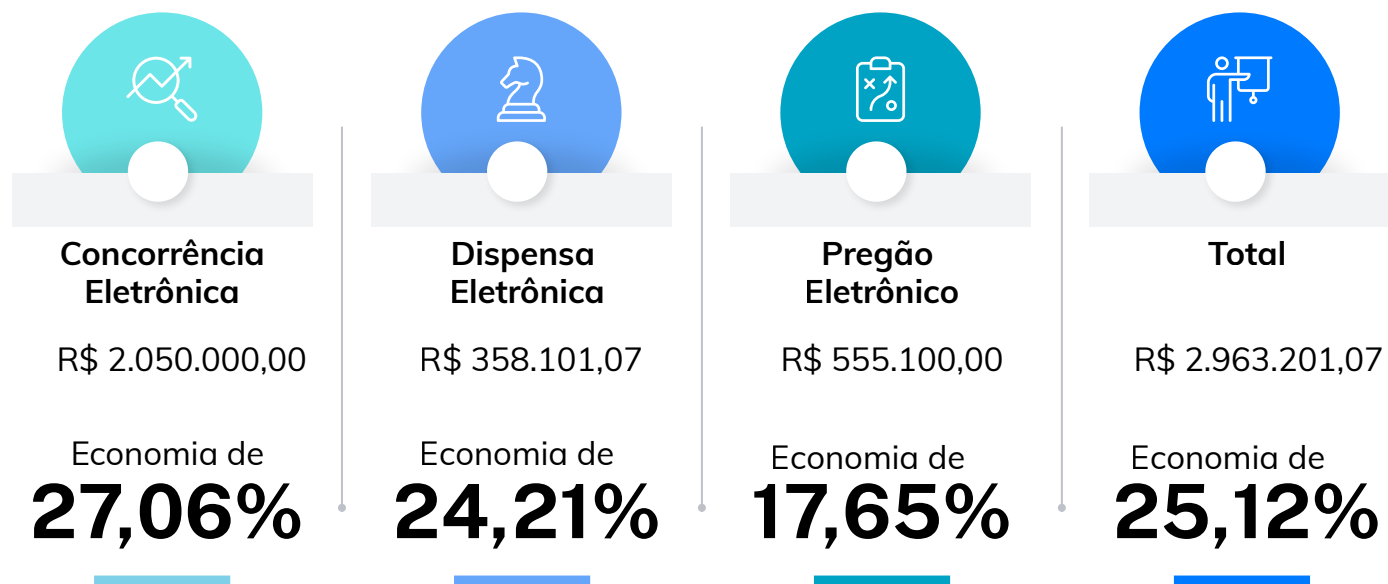 Concorrência
Eletrônica
R$ 2.050.000,00
Economia de
27,06%
Dispensa
Eletrônica
R$ 358.101,07
Economia de
24,21%
Pregão
Eletrônico
R$ 555.100,00
Economia de
17,65%
Total
R$ 2.963.201,07
Economia de
25,12%